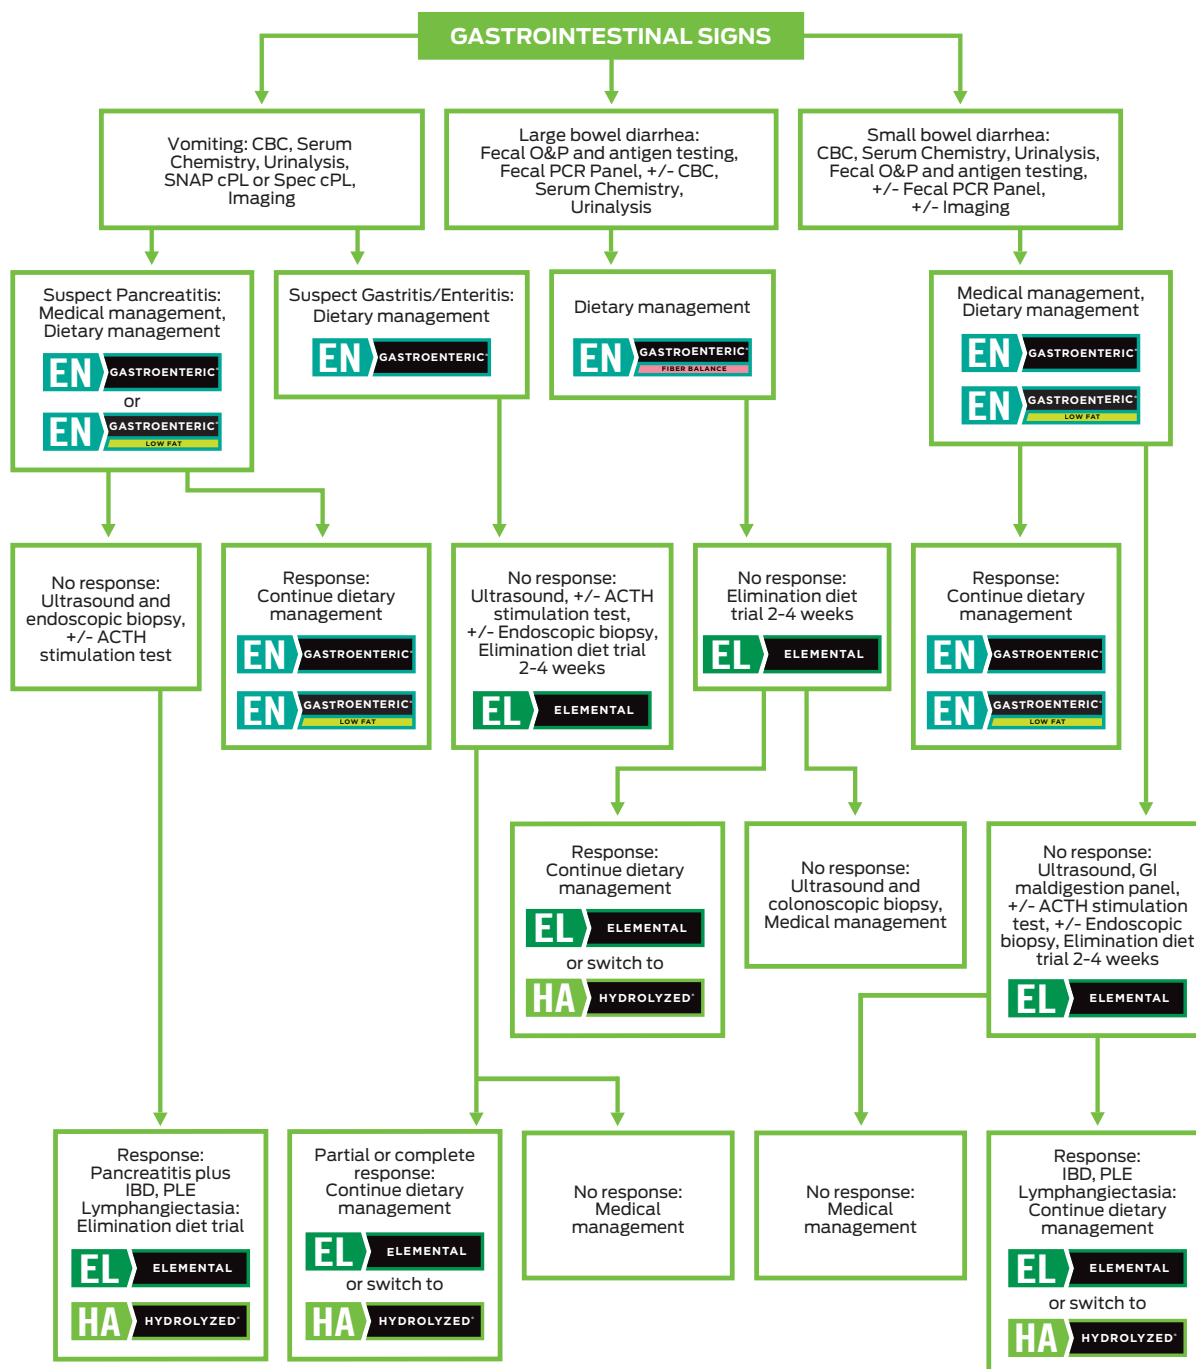 GASTROINTESTINAL SIGNS
Vomiting: CBC, Serum
Chemistry, Urinalysis,
SNAP cPL or Spec cPL,
Imaging
Large bowel diarrhea:
Fecal O&P and antigen testing,
Fecal PCR Panel, +/- CBC,
Serum Chemistry,
Urinalysis
Small bowel diarrhea:
CBC, Serum Chemistry, Urinalysis,
Fecal O&P and antigen testing,
+/- Fecal PCR Panel,
+/- Imaging
Suspect Pancreatitis:
Medical management,
Dietary management
EN GASTROENTERIC
or
EN GASTROENTERIC
LOW FAT
Suspect Gastritis/Enteritis:
Dietary management
EN GASTROENTERIC
Dietary management
EN GASTROENTERIC
FIBER BALANCE
Medical management,
Dietary management
EN GASTROENTERIC
EN GASTROENTERIC
LOW FAT
No response:
Ultrasound and
endoscopic biopsy,
+/- ACTH
stimulation test
Response:
Continue dietary
management
EN GASTROENTERIC
EN GASTROENTERIC
LOW FAT
No response:
Ultrasound, +/- ACTH
stimulation test,
+/- Endoscopic biopsy,
Elimination diet trial
2-4 weeks
EL ELEMENTAL
No response:
Elimination diet
trial 2-4 weeks
EL ELEMENTAL
Response:
Continue dietary
management
EN GASTROENTERIC
EN GASTROENTERIC
LOW FAT
Response:
Continue dietary
management
EL ELEMENTAL
or switch to
HA HYDROLYZED
No response:
Ultrasound and
colonoscopic biopsy,
Medical management
No response:
Ultrasound, GI
maldigestion panel,
+/- ACTH stimulation
test, +/- Endoscopic
biopsy, Elimination diet
trial 2-4 weeks
EL ELEMENTAL
Response:
Pancreatitis plus
IBD, PLE
Lymphangiectasia:
Elimination diet trial
EL ELEMENTAL
HA HYDROLYZED
Partial or complete
response:
Continue dietary
management
EL ELEMENTAL
or switch to
HA HYDROLYZED
No response:
Medical
management
No response:
Medical
management
Response:
IBD, PLE
Lymphangiectasia:
Continue dietary
management
EL ELEMENTAL
or switch to
HA HYDROLYZED